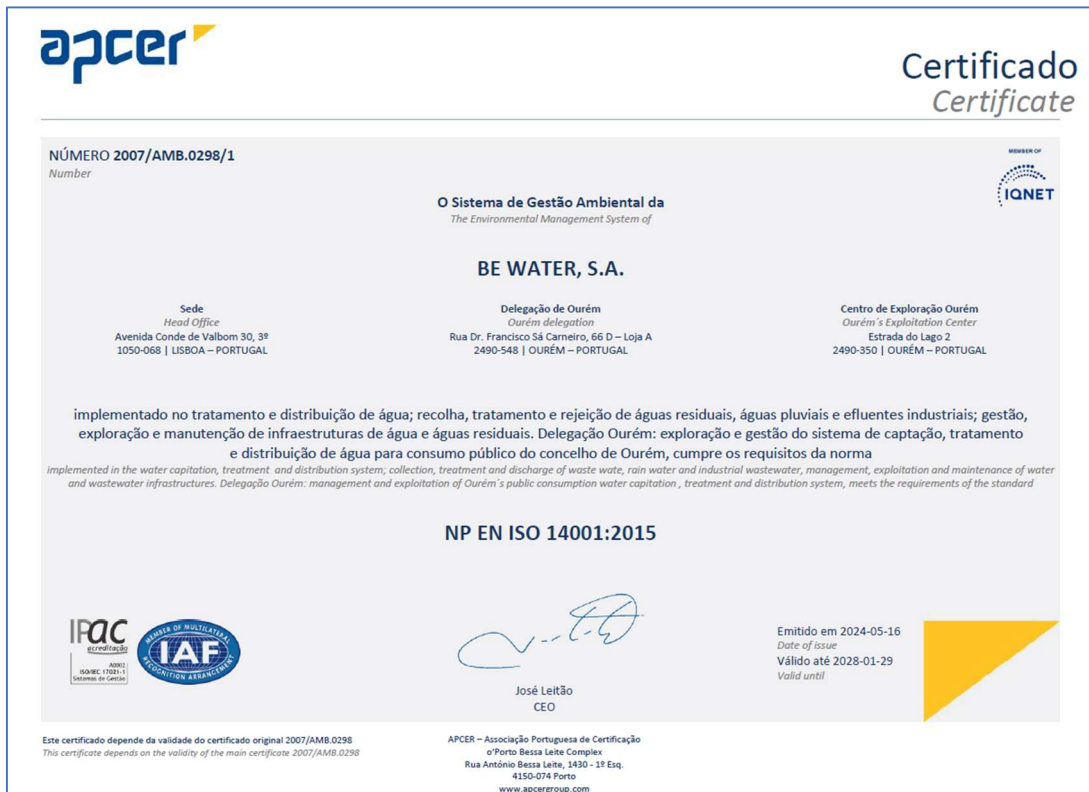 apcer
Certificado
Certificate
NÚMERO 2007/AMB.0298/1
Number
MEMBER OF
IQNET
O Sistema de Gestão Ambiental da
The Environmental Management System of
BE WATER, S.A.
Sede
Head Office
Avenida Conde de Valbom 30, 3º
1050-068 | LISBOA – PORTUGAL
Delegação de Ourém
Ourém delegation
Rua Dr. Francisco Sá Carneiro, 66 D – Loja A
2490-548 | OURÉM – PORTUGAL
Centro de Exploração Ourém
Ourém´s Exploitation Center
Estrada do Lago 2
2490-350 | OURÉM – PORTUGAL
implementado no tratamento e distribuição de água; recolha, tratamento e rejeição de águas residuais, águas pluviais e efluentes industriais; gestão,
exploração e manutenção de infraestruturas de água e águas residuais. Delegação Ourém: exploração e gestão do sistema de captação, tratamento
e distribuição de água para consumo público do concelho de Ourém, cumpre os requisitos da norma
implemented in the water capitation, treatment and distribution system; collection, treatment and discharge of waste wate, rain water and industrial wastewater, management, exploitation and maintenance of water
and wastewater infrastructures. Delegação Ourém: management and exploitation of Ourém´s public consumption water capitation , treatment and distribution system, meets the requirements of the standard
NP EN ISO 14001:2015
IPAC
acreditação
A0002
ISO/IEC 17021-1
Sistemas de Gestão
MEMBER OF MULTILATERAL
IAF
RECOGNITION ARRANGEMENT
José Leitão
CEO
Emitido em 2024-05-16
Date of issue
Válido até 2028-01-29
Valid until
Este certificado depende da validade do certificado original 2007/AMB.0298
This certificate depends on the validity of the main certificate 2007/AMB.0298
APCER – Associação Portuguesa de Certificação
o'Porto Bessa Leite Complex
Rua António Bessa Leite, 1430 - 1º Esq.
4150-074 Porto
www.apcergroup.com